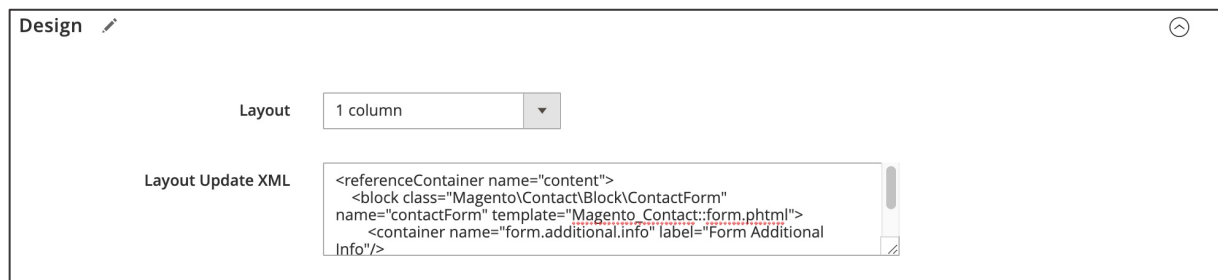 Design
Layout
1 column
Layout Update XML
<referenceContainer name="content">
<block class="Magento\Contact\Block\ContactForm"
name="contactForm" template="Magento_Contact::form.phtml">
<container name="form.additional.info" label="Form Additional
Info"/>